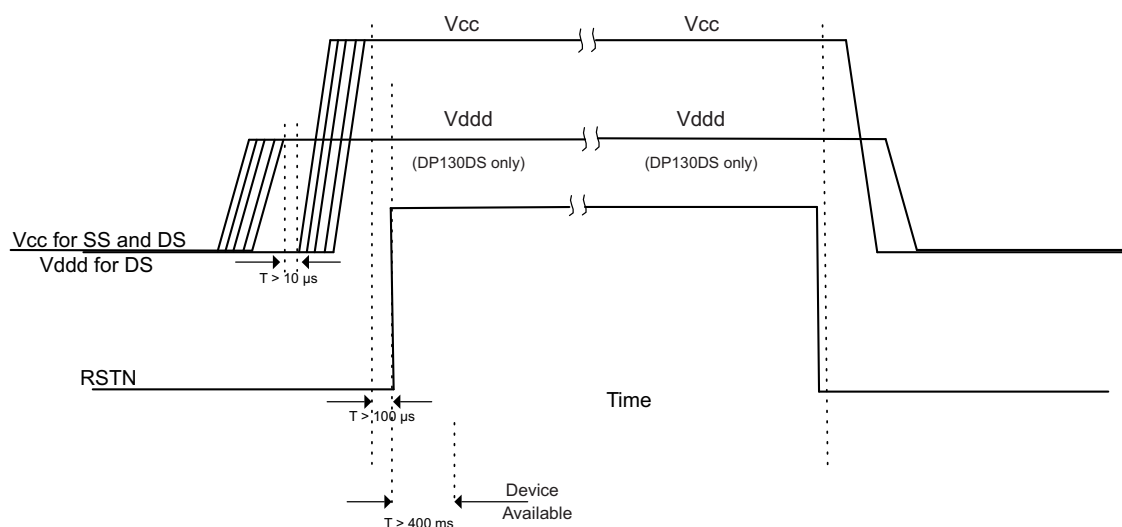 Vcc Vcc
Vddd Vddd
(DP130DS only) (DP130DS only)
Vcc for SS and DS
Vddd for DS
T > 10 µs
RSTN
Time
T > 100 µs
Device
Available
T > 400 ms